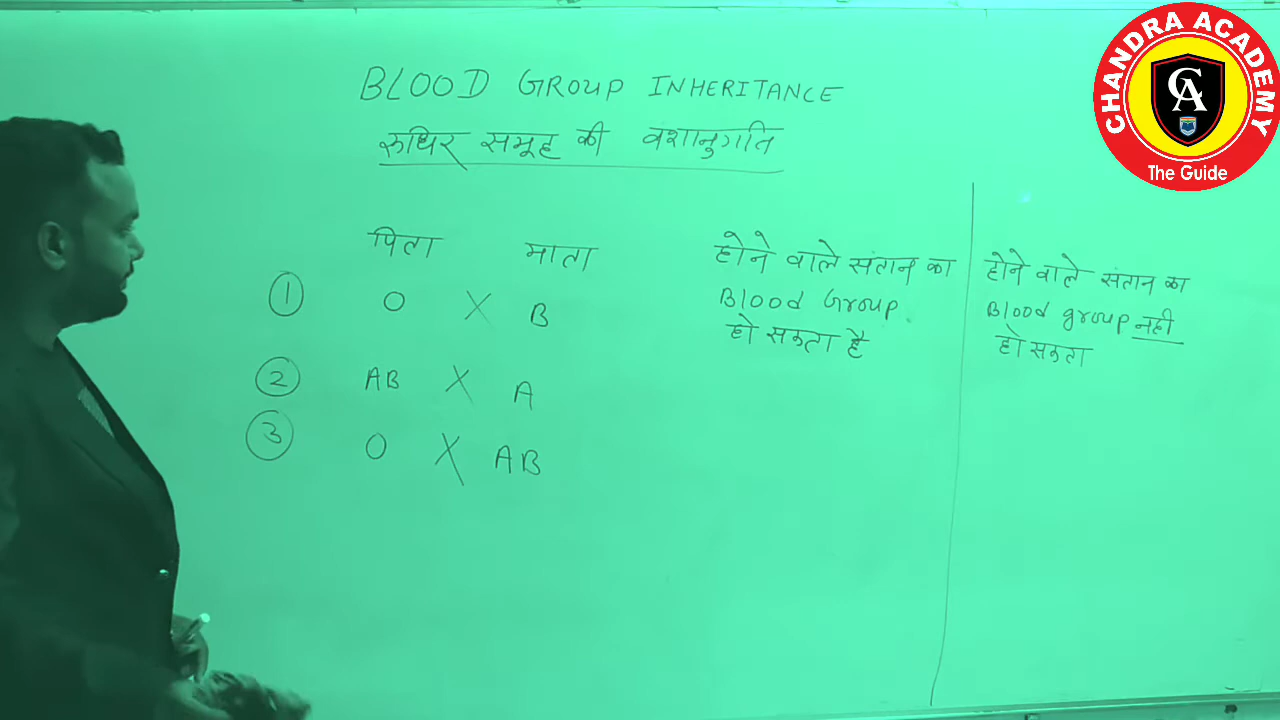 BLOOD GROUP INHERITANCE
रुधिर समूह की वंशानुगति
पिता माता
होने वाले संतान का
Blood Group
हो सकता है
होने वाले संतान का
Blood group नही
हो सकता
① O X B
② AB X A
③ O X AB
CHANDRA ACADEMY
CA
The Guide